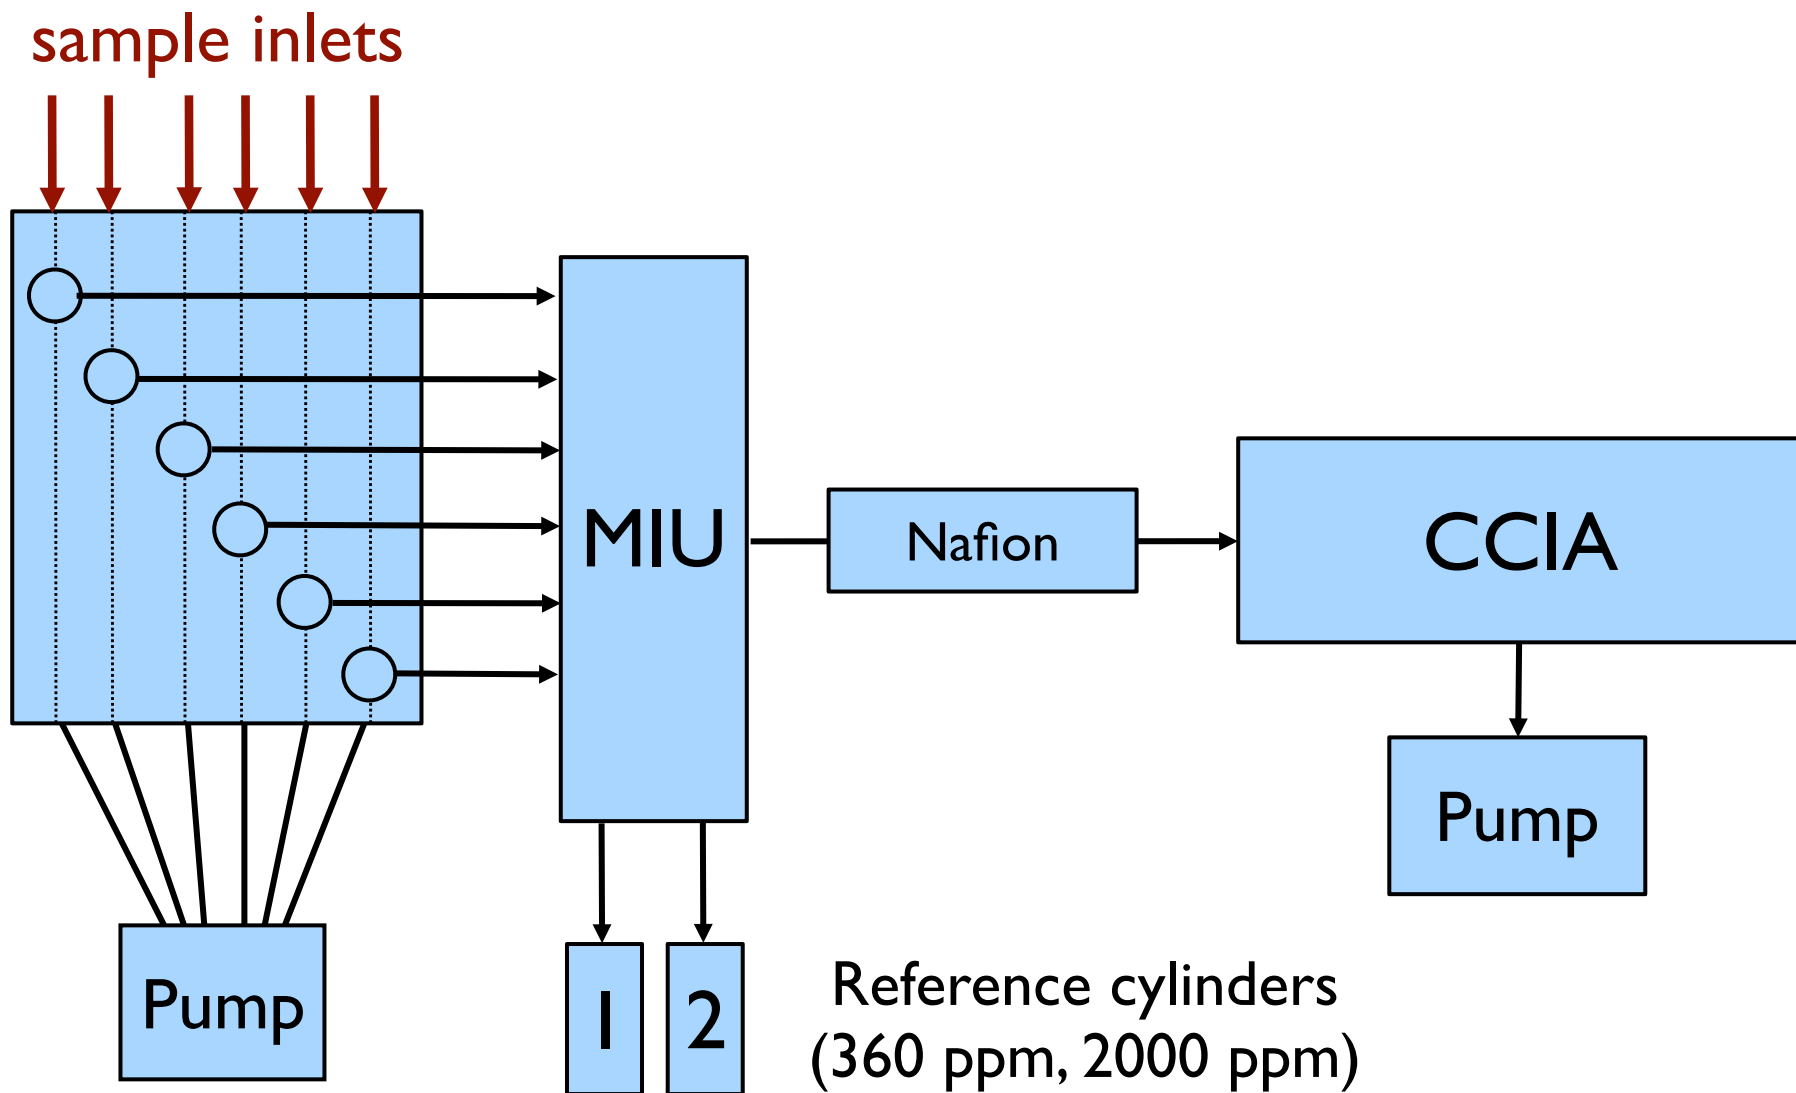 sample inlets
MIU
Nafion
CCIA
Pump
Pump
1
2
Reference cylinders
(360 ppm, 2000 ppm)